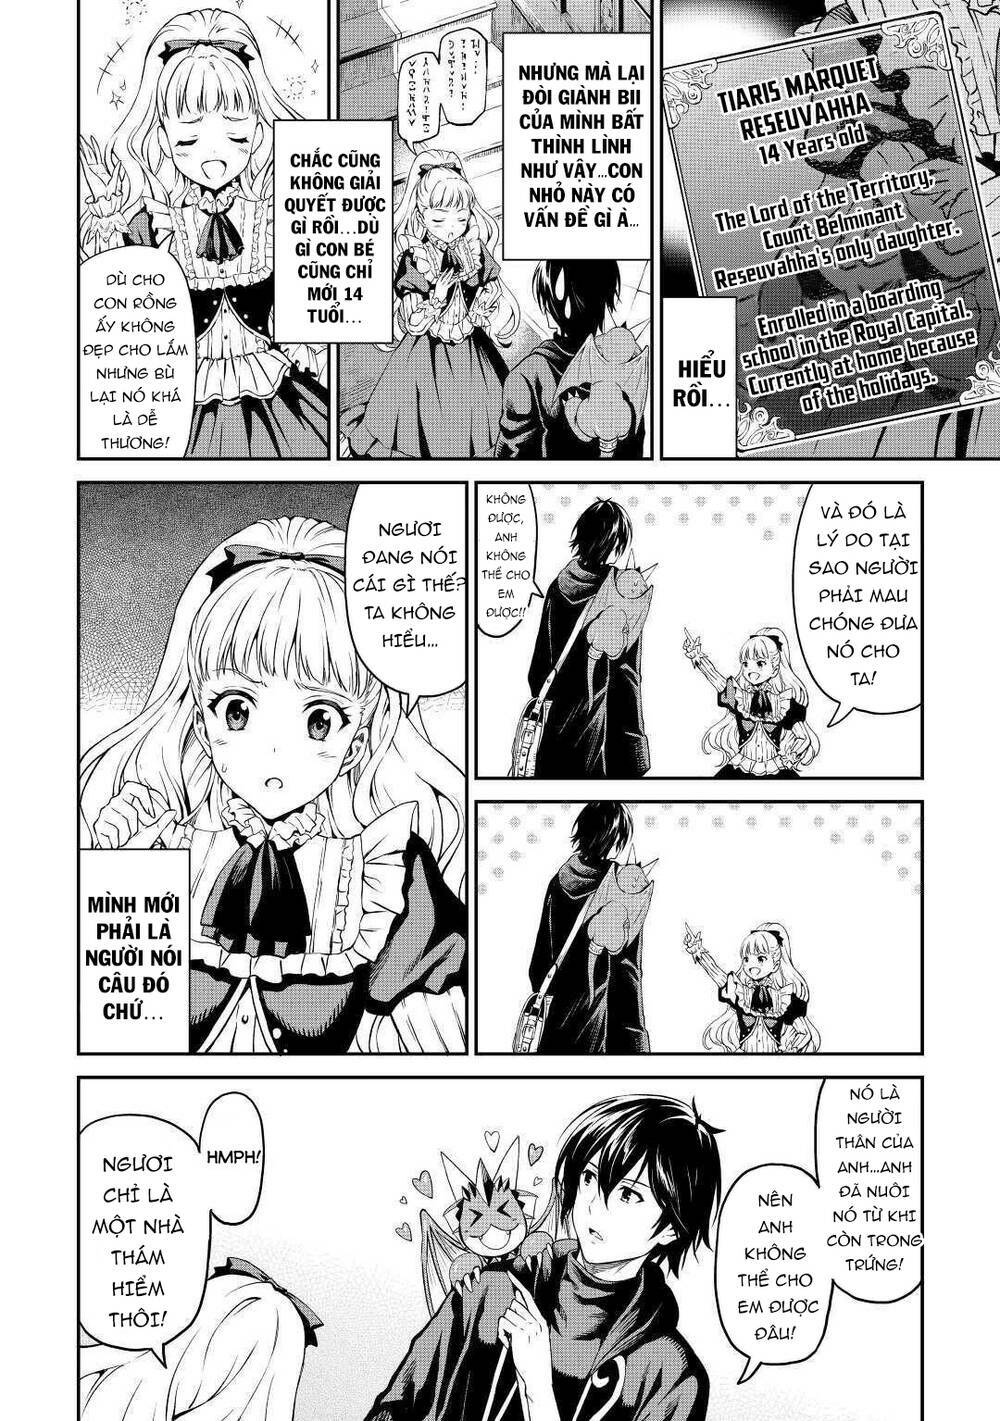 TIARIS MARQUET
RESEUVAHHA
14 Years old
The Lord of the Territory,
Count Belminant
Reseuvahha's only daughter.
Enrolled in a boarding
school in the Royal Capital.
Currently at home because
of the holidays.
HIỂU
RỒI...
NHƯNG MÀ LẠI
ĐÒI GIÀNH BII
CỦA MÌNH BẤT
THÌNH LÌNH
NHƯ VẬY...CON
NHỎ NÀY CÓ
VẤN ĐỀ GÌ À...
CHẮC CŨNG
KHÔNG GIẢI
QUYẾT ĐƯỢC
GÌ RỒI...DÙ
GÌ CON BÉ
CŨNG CHỈ
MỚI 14
TUỔI...
DÙ CHO
CON RỒNG
ẤY KHÔNG
ĐẸP CHO LẮM
NHƯNG BÙ
LẠI NÓ KHÁ
LÀ DỄ
THƯƠNG!
VÀ ĐÓ LÀ
LÝ DO TẠI
SAO NGƯỜI
PHẢI MAU
CHÓNG ĐƯA
NÓ CHO
TA!
KHÔNG
ĐƯỢC,
ANH
KHÔNG
THỂ CHO
EM
ĐƯỢC!!
NGƯƠI
ĐANG NÓI
CÁI GÌ THẾ?
TA KHÔNG
HIỂU...
MÌNH MỚI
PHẢI LÀ
NGƯỜI NÓI
CÂU ĐÓ
CHỨ...
NÓ LÀ
NGƯỜI
THÂN CỦA
ANH...ANH
ĐÃ NUÔI
NÓ TỪ KHI
CÒN TRONG
TRỨNG!
NÊN
ANH
KHÔNG
THỂ CHO
EM ĐƯỢC
ĐÂU!
HMPH!
NGƯƠI
CHỈ LÀ
MỘT NHÀ
THÁM
HIỂM
THÔI!